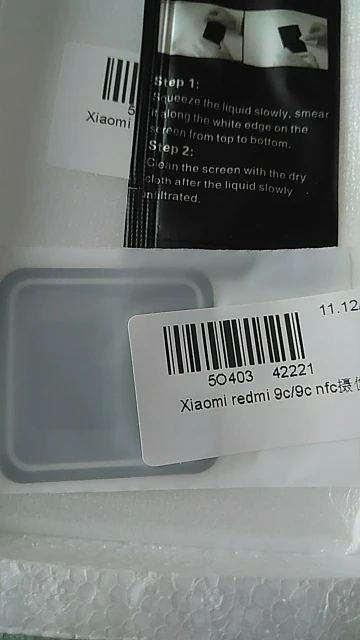 Step 1:
Squeeze the liquid slowly, smear
it along the white edge on the
screen from top to bottom.
Step 2:
Clean the screen with the dry
cloth after the liquid slowly
infiltrated.
5
Xiaomi
11.12
50403 42221
Xiaomi redmi 9c/9c nfc摄